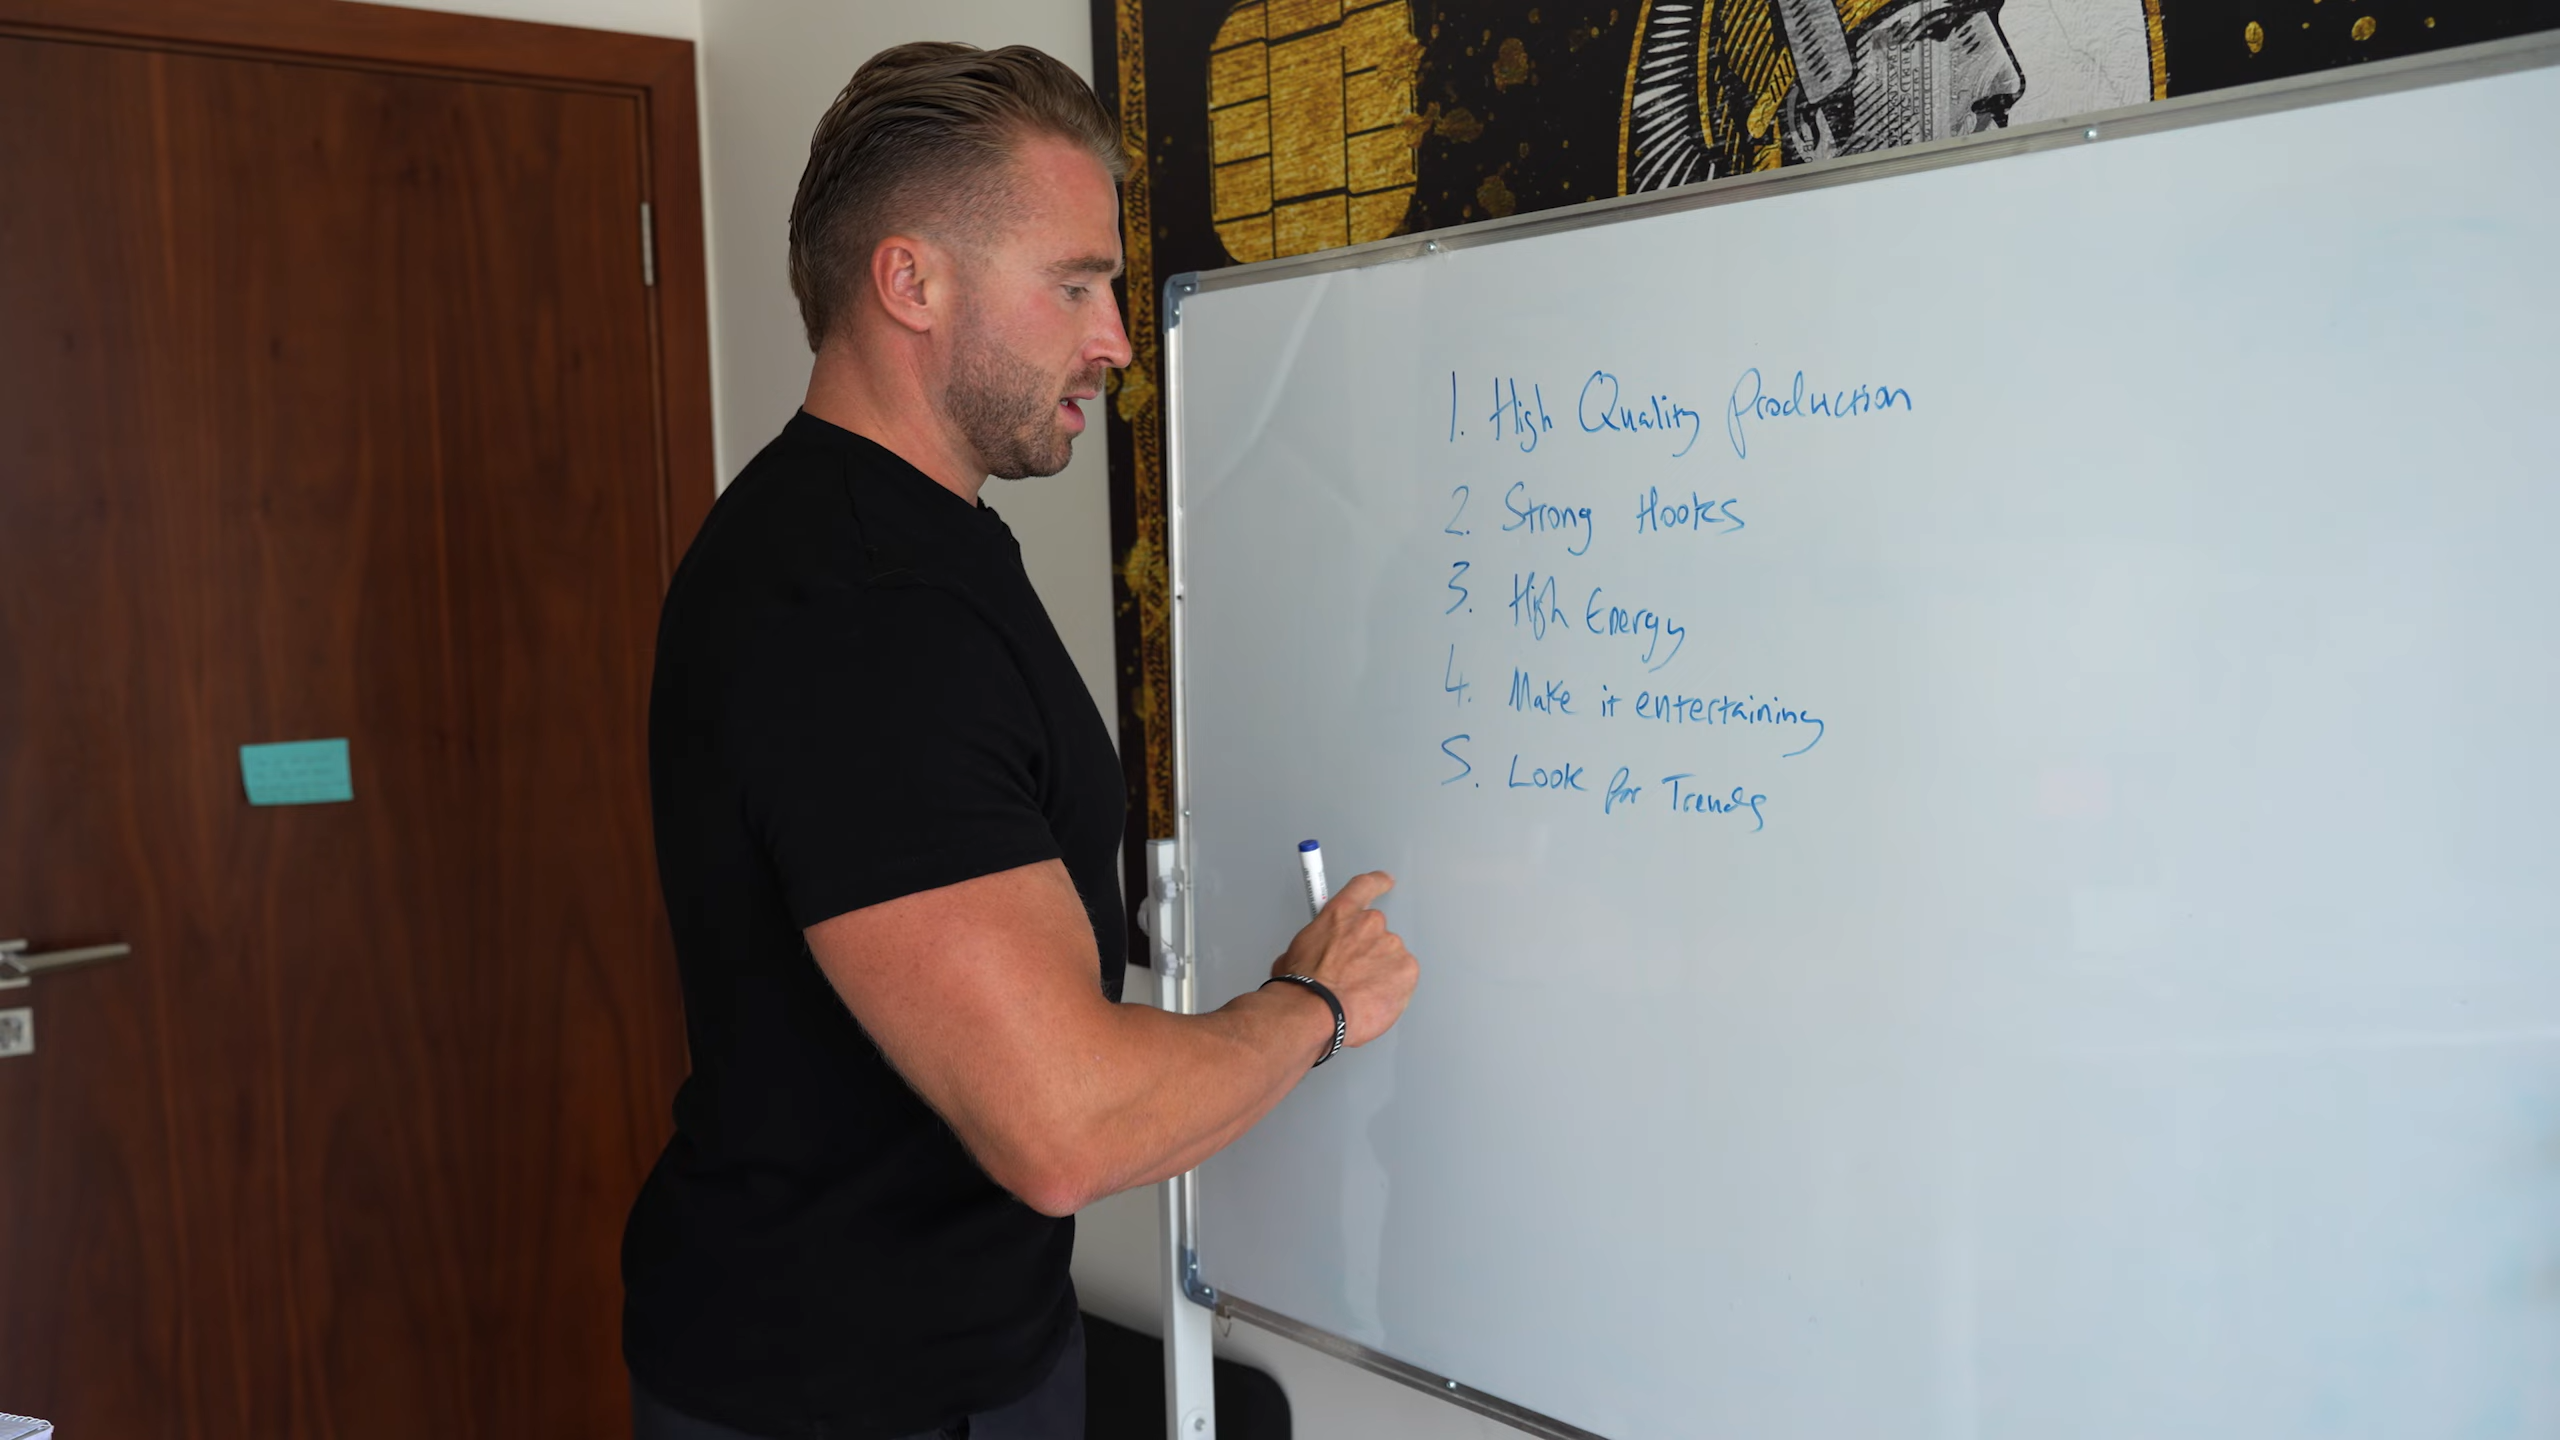 1. High Quality Production
2. Strong Hooks
3. High Energy
4. Make it entertaining
5. Look for Trends